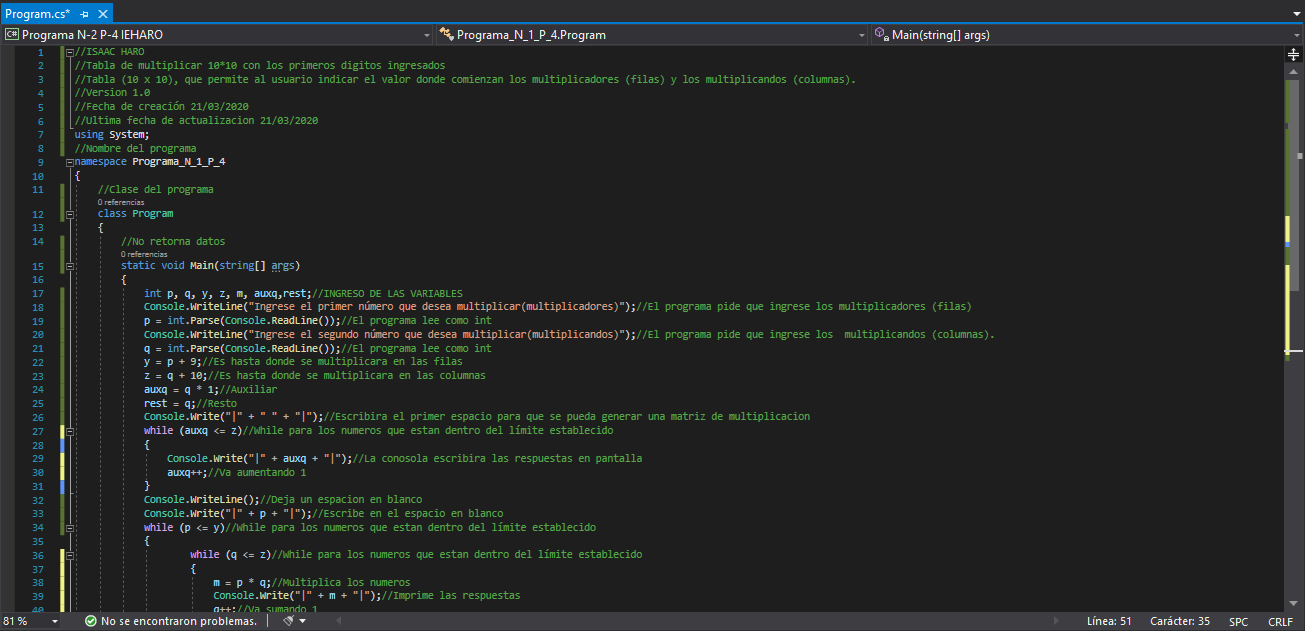 Program.cs*
Programa N-2 P-4 IEHARO Programa_N_1_P_4.Program Main(string[] args)
1 //ISAAC HARO
2 //Tabla de multiplicar 10*10 con los primeros digitos ingresados
3 //Tabla (10 x 10), que permite al usuario indicar el valor donde comienzan los multiplicadores (filas) y los multiplicandos (columnas).
4 //Version 1.0
5 //Fecha de creación 21/03/2020
6 //Ultima fecha de actualizacion 21/03/2020
7 using System;
8 //Nombre del programa
9 namespace Programa_N_1_P_4
10 {
11 //Clase del programa
0 referencias
12 class Program
13 {
14 //No retorna datos
0 referencias
15 static void Main(string[] args)
16 {
17 int p, q, y, z, m, auxq,rest;//INGRESO DE LAS VARIABLES
18 Console.WriteLine("Ingrese el primer número que desea multiplicar(multiplicadores)");//El programa pide que ingrese los multiplicadores (filas)
19 p = int.Parse(Console.ReadLine());//El programa lee como int
20 Console.WriteLine("Ingrese el segundo número que desea multiplicar(multiplicandos)");//El programa pide que ingrese los  multiplicandos (columnas).
21 q = int.Parse(Console.ReadLine());//El programa lee como int
22 y = p + 9;//Es hasta donde se multiplicara en las filas
23 z = q + 10;//Es hasta donde se multiplicara en las columnas
24 auxq = q * 1;//Auxiliar
25 rest = q;//Resto
26 Console.Write("|" + " " + "|");//Escribira el primer espacio para que se pueda generar una matriz de multiplicacion
27 while (auxq <= z)//While para los numeros que estan dentro del límite establecido
28 {
29 Console.Write("|" + auxq + "|");//La conosola escribira las respuestas en pantalla
30 auxq++;//Va aumentando 1
31 }
32 Console.WriteLine();//Deja un espacion en blanco
33 Console.Write("|" + p + "|");//Escribe en el espacio en blanco
34 while (p <= y)//While para los numeros que estan dentro del límite establecido
35 {
36 while (q <= z)//While para los numeros que estan dentro del límite establecido
37 {
38 m = p * q;//Multiplica los numeros
39 Console.Write("|" + m + "|");//Imprime las respuestas
40 q++;//Va sumando 1
81 % No se encontraron problemas. Línea: 51 Carácter: 35 SPC CRLF